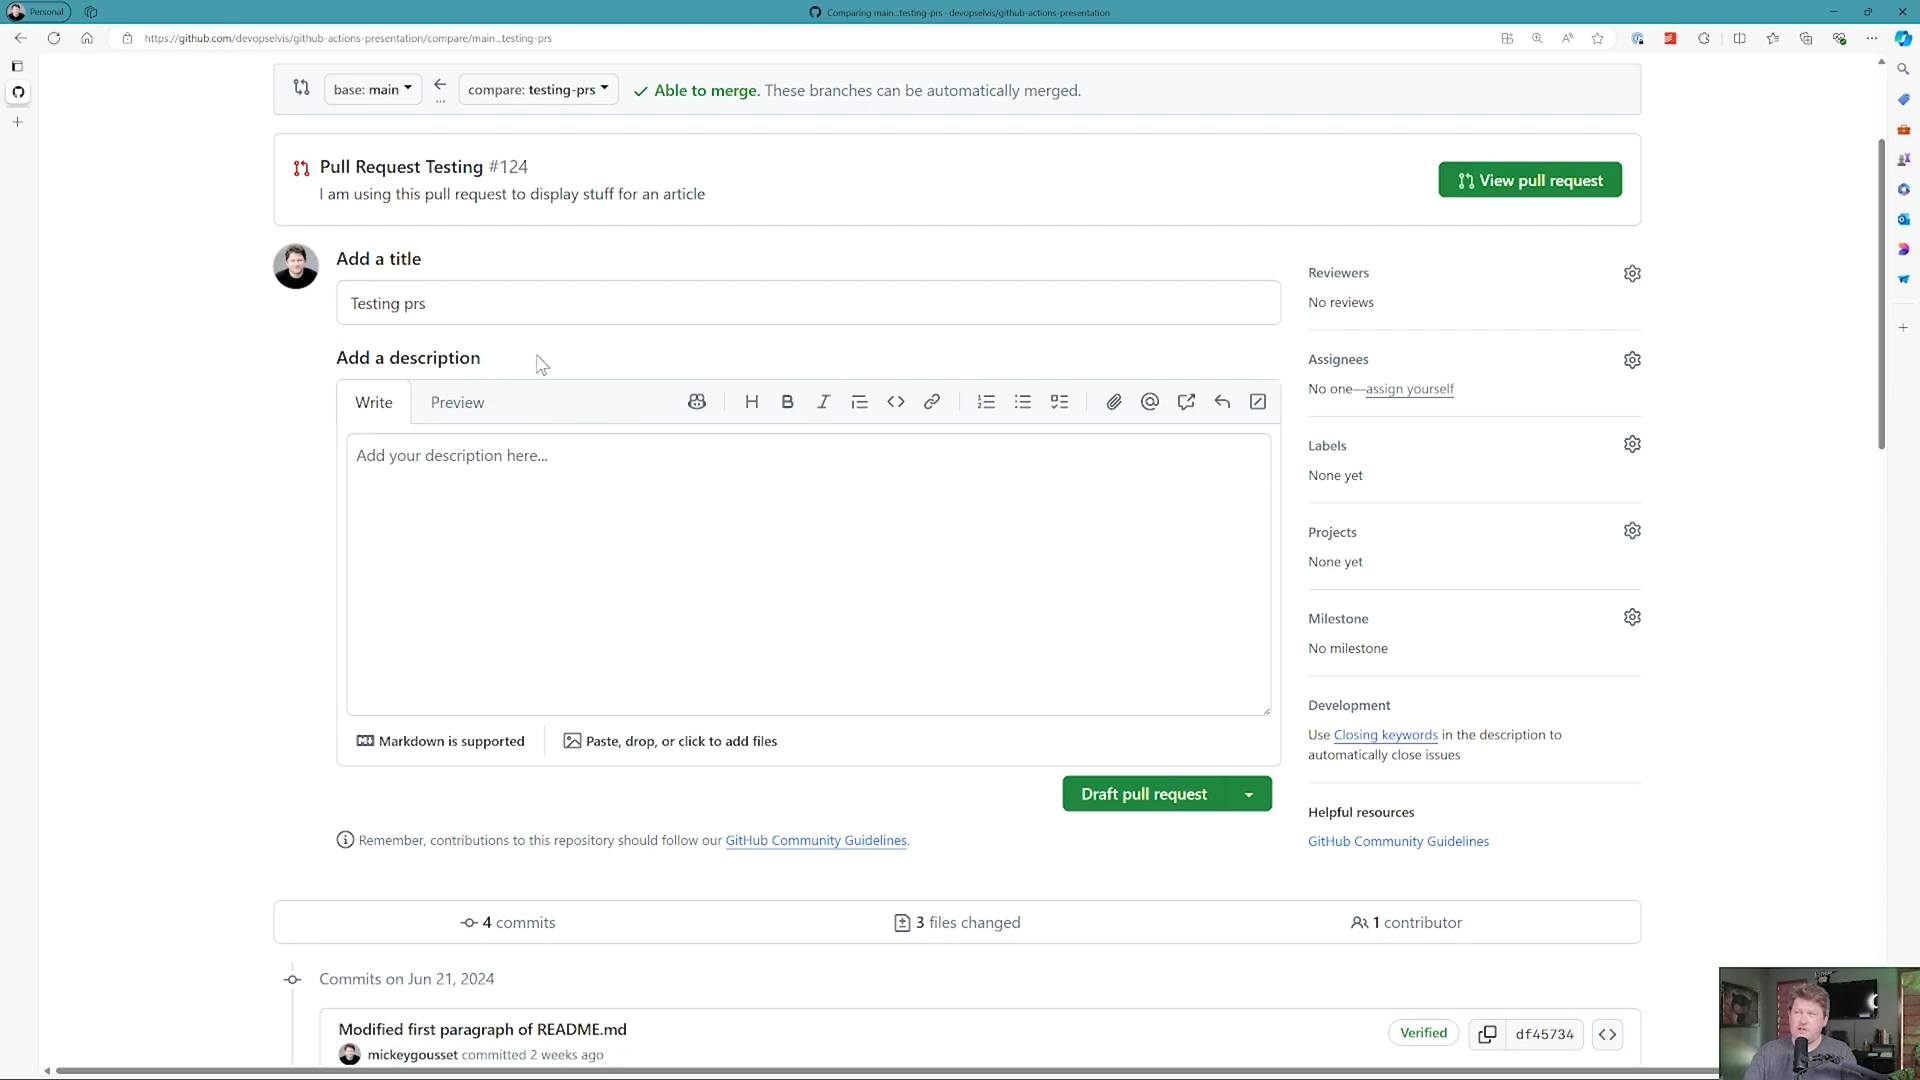 Personal
Comparing main...testing-prs · devopselvis/github-actions-presentation
https://github.com/devopselvis/github-actions-presentation/compare/main...testing-prs
base: main
compare: testing-prs
Able to merge. These branches can be automatically merged.
Pull Request Testing #124
I am using this pull request to display stuff for an article
View pull request
Add a title
Testing prs
Add a description
Write
Preview
Add your description here...
Markdown is supported
Paste, drop, or click to add files
Draft pull request
Remember, contributions to this repository should follow our GitHub Community Guidelines.
Reviewers
No reviews
Assignees
No one—assign yourself
Labels
None yet
Projects
None yet
Milestone
No milestone
Development
Use Closing keywords in the description to
automatically close issues
Helpful resources
GitHub Community Guidelines
4 commits
3 files changed
1 contributor
Commits on Jun 21, 2024
Modified first paragraph of README.md
mickeygousset committed 2 weeks ago
Verified
df45734